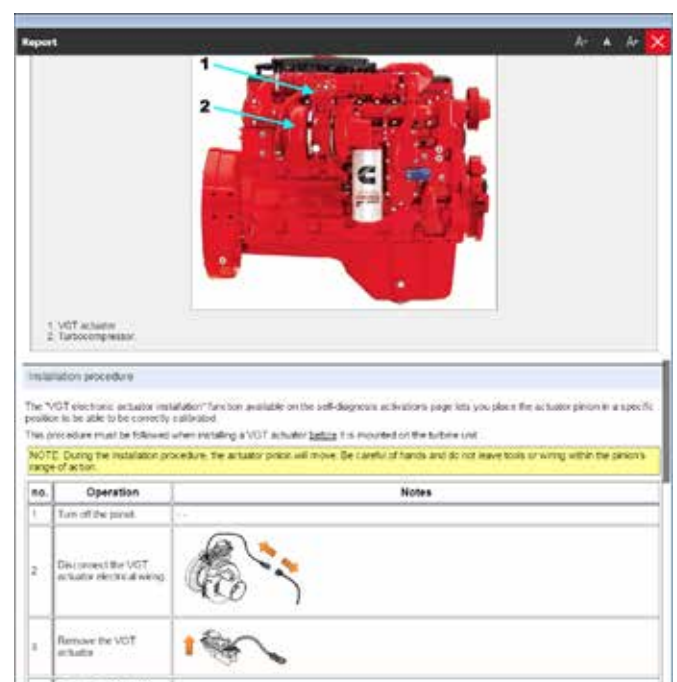 Report
A- A A+
1
2
1. VGT actuator
2. Turbocompressor.
Installation procedure
The "VGT electronic actuator installation" function available on the self-diagnosis activations page lets you place the actuator pinion in a specific
position to be able to be correctly calibrated.
This procedure must be followed when installing a VGT actuator before it is mounted on the turbine unit.
NOTE: During the installation procedure, the actuator pinion will move. Be careful of hands and do not leave tools or wiring within the pinion's
range of action.
no. Operation Notes
1 Turn off the panel. - -
2 Disconnect the VGT
actuator electrical wiring.
3 Remove the VGT
actuator